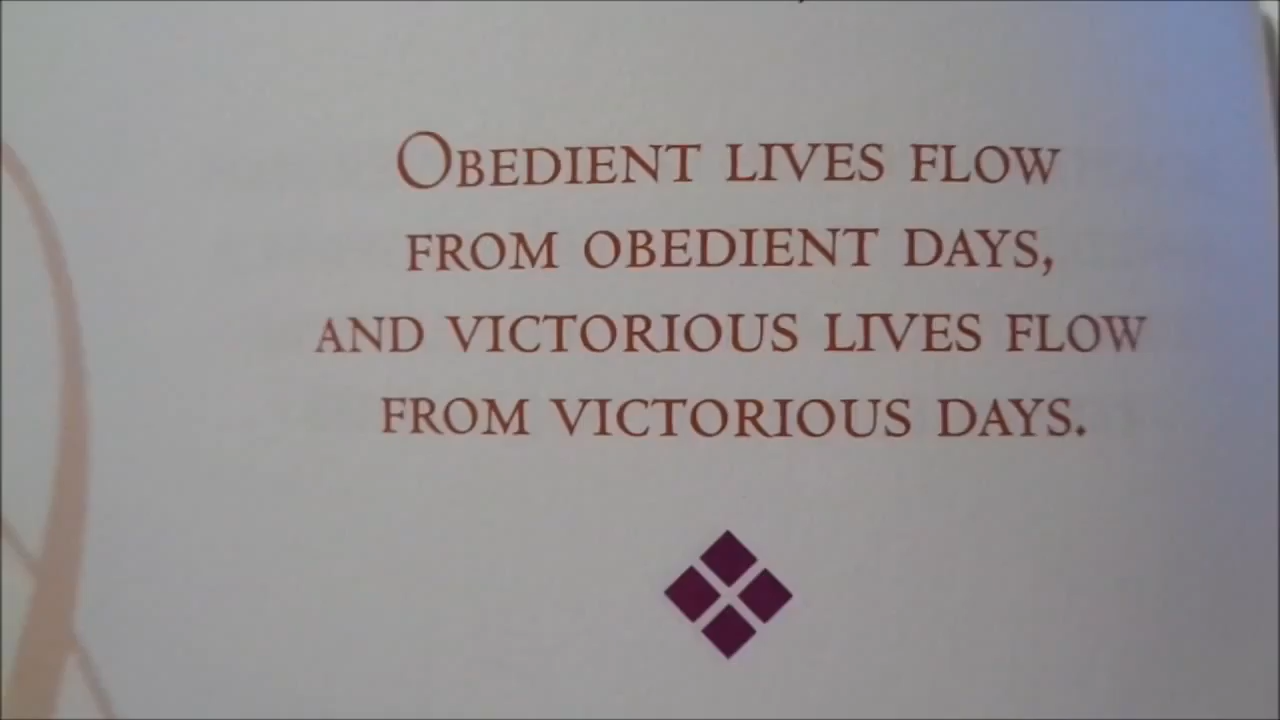 Obedient lives flow
from obedient days,
and victorious lives flow
from victorious days.